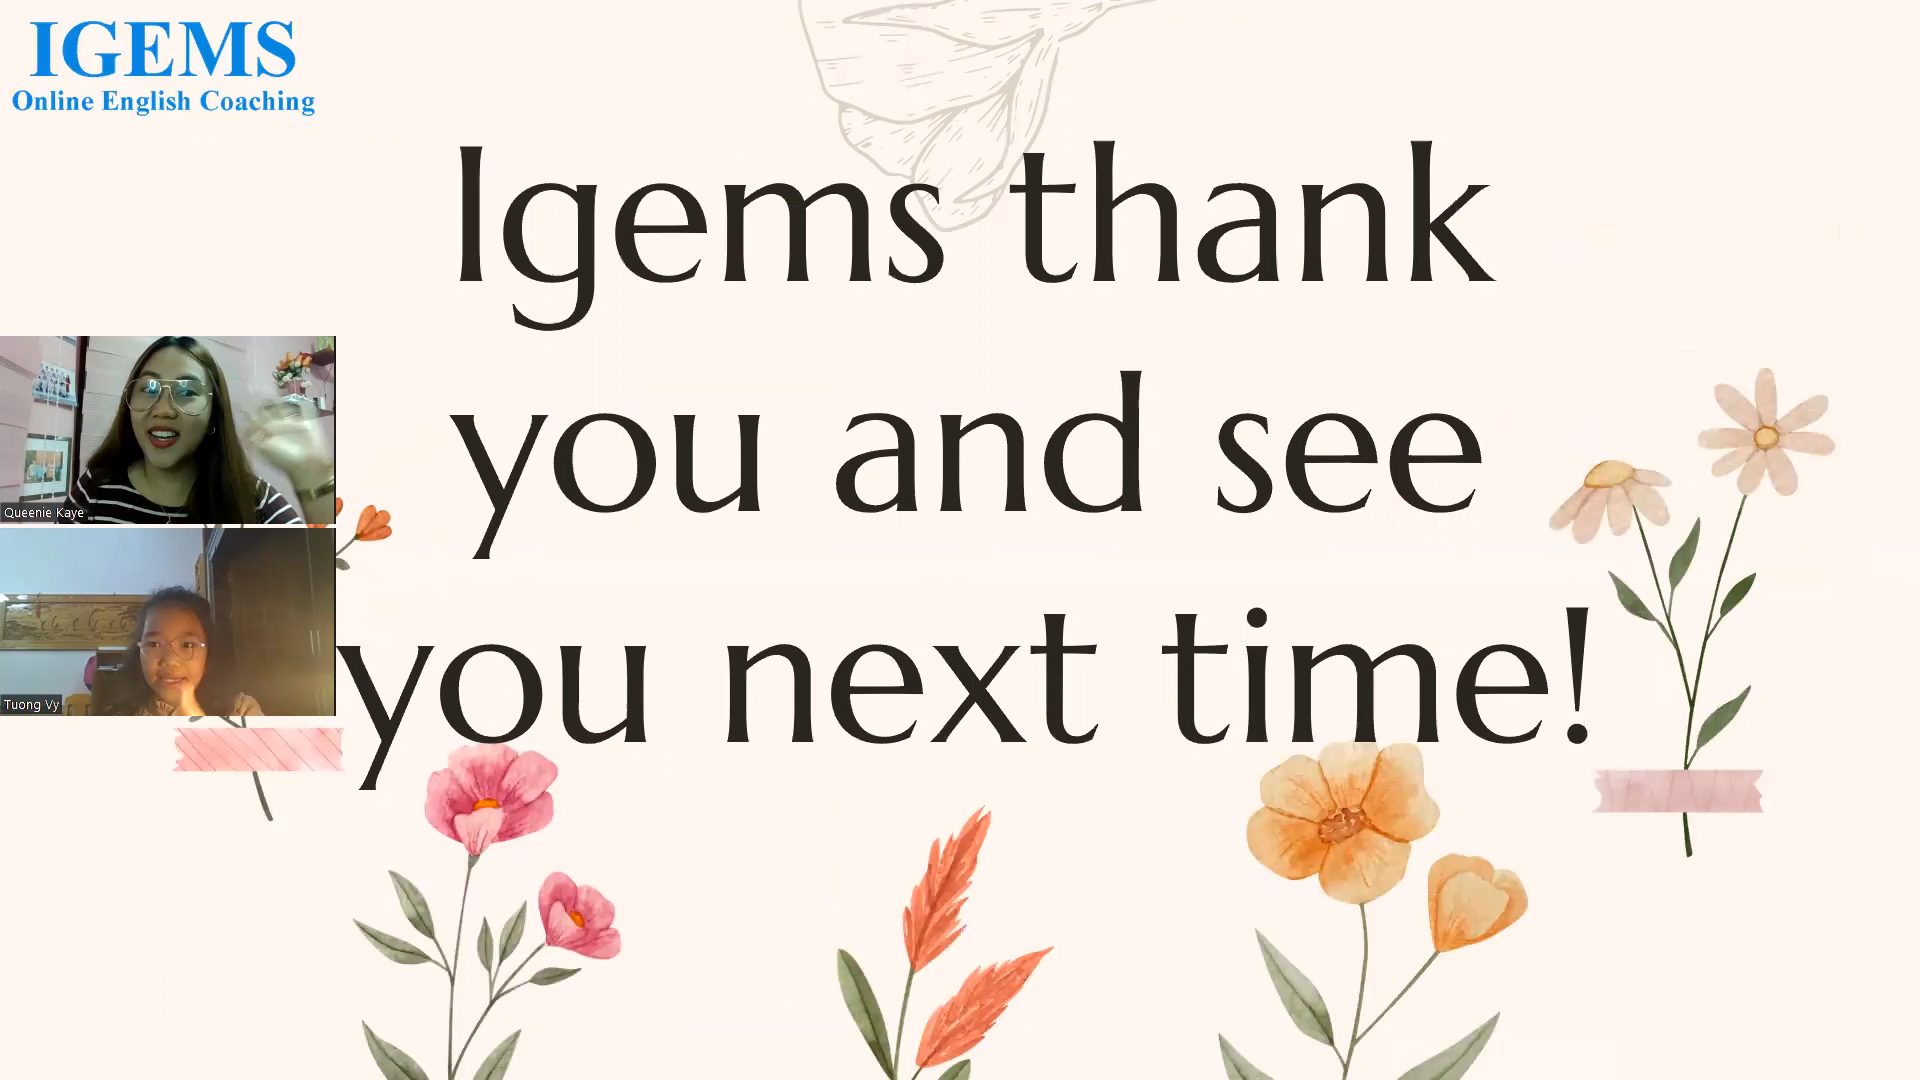 IGEMS
Online English Coaching
Igems thank
you and see
you next time!
Queenie Kaye
Tuong Vy